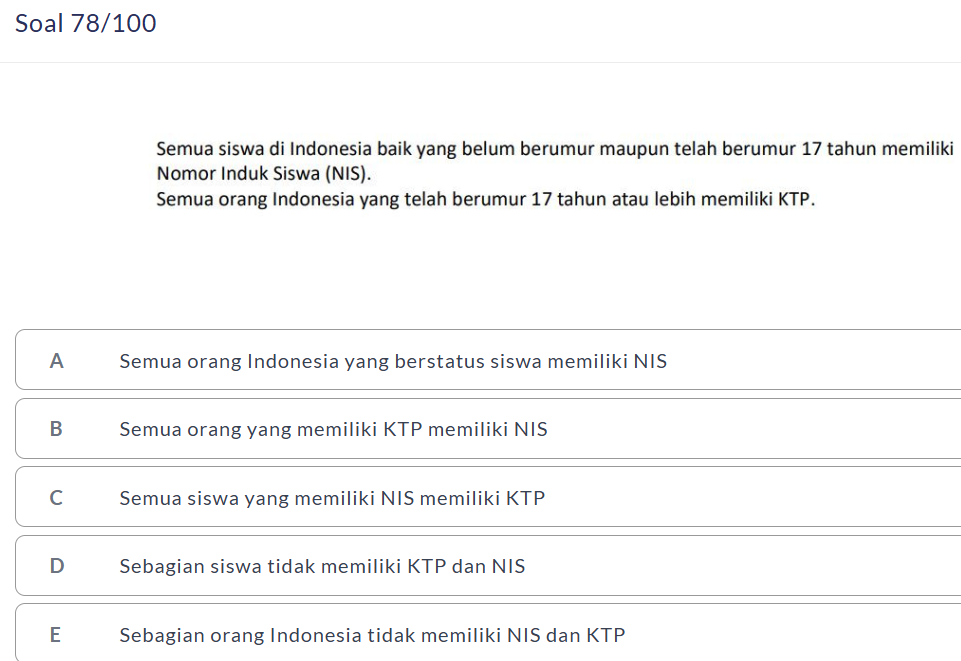 Soal 78/100
Semua siswa di Indonesia baik yang belum berumur maupun telah berumur 17 tahun memiliki
Nomor Induk Siswa (NIS).
Semua orang Indonesia yang telah berumur 17 tahun atau lebih memiliki KTP.
A Semua orang Indonesia yang berstatus siswa memiliki NIS
B Semua orang yang memiliki KTP memiliki NIS
C Semua siswa yang memiliki NIS memiliki KTP
D Sebagian siswa tidak memiliki KTP dan NIS
E Sebagian orang Indonesia tidak memiliki NIS dan KTP